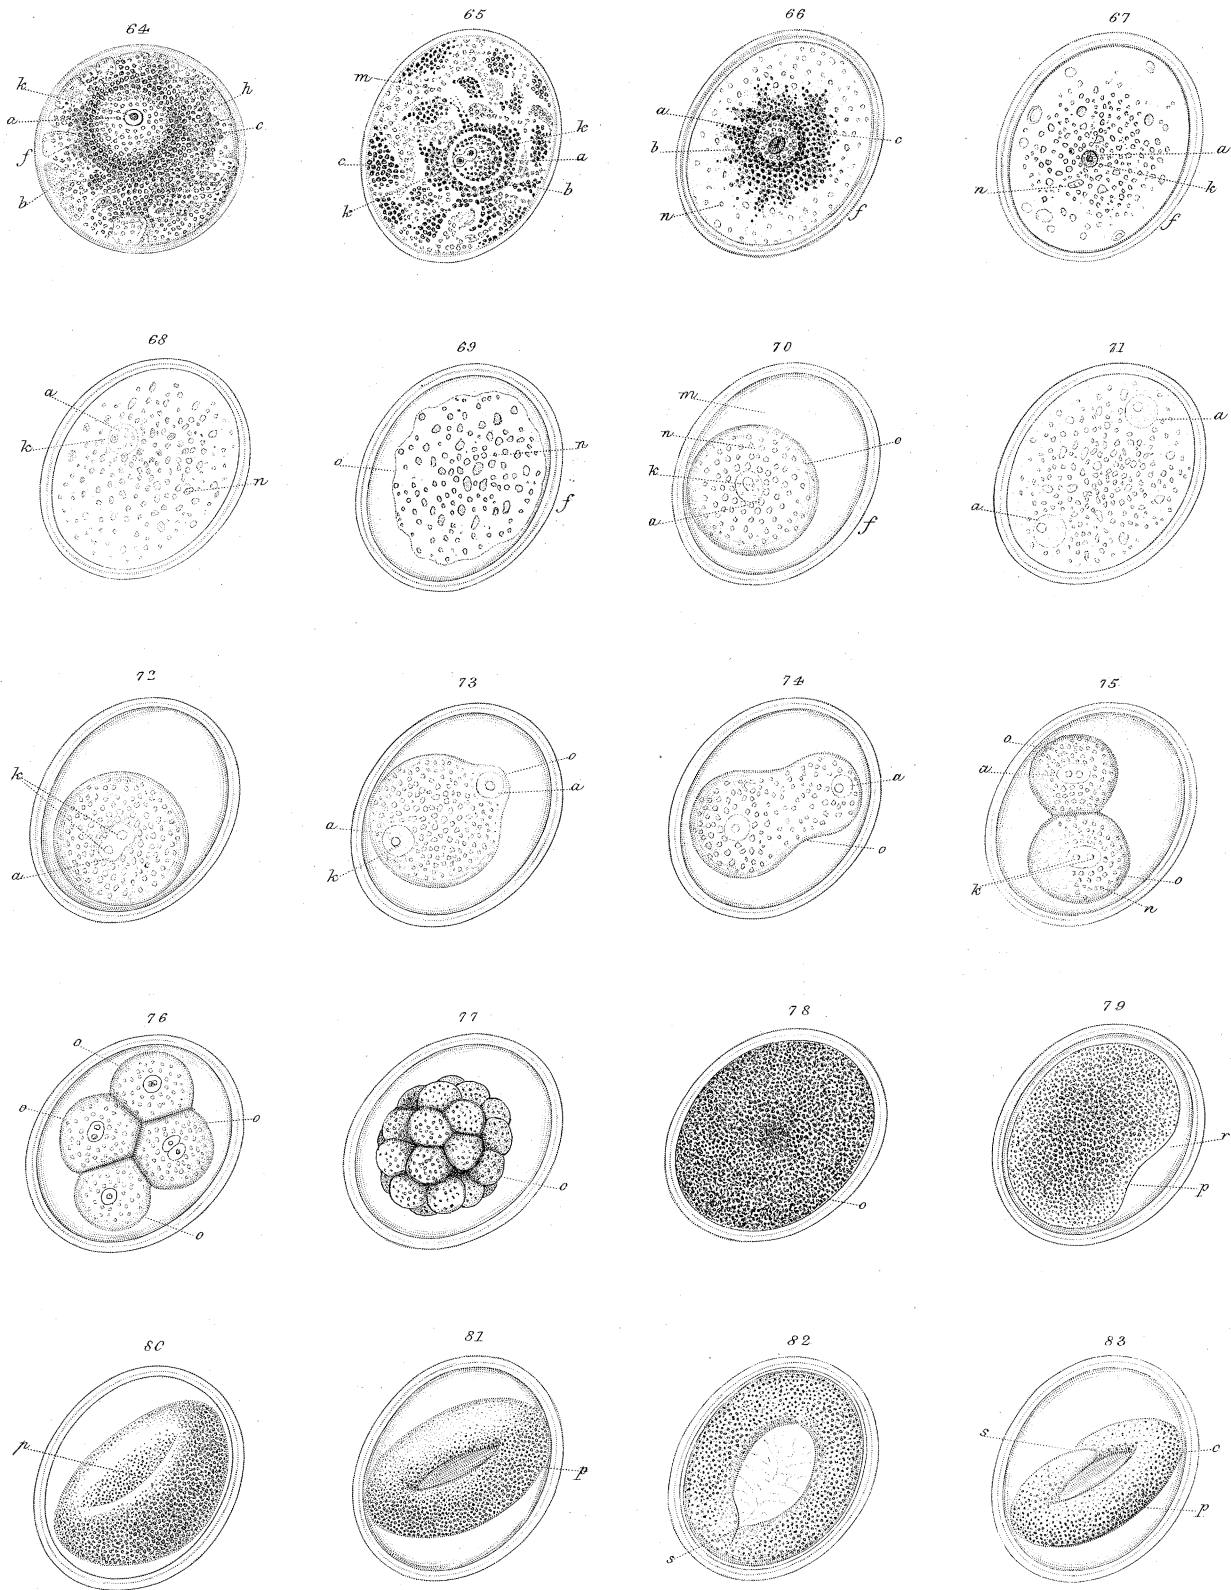 64 65 66 67
k h a c f b
m k c a k b
a b c n f
a n k f
68 69 70 71
a k n
o n f
m n o k a f
a a
72 73 74 75
k a
o a a k
a o
o a k o n
76 77 78 79
o o o o
o
o
r p
80 81 82 83
p
p
s
s c p